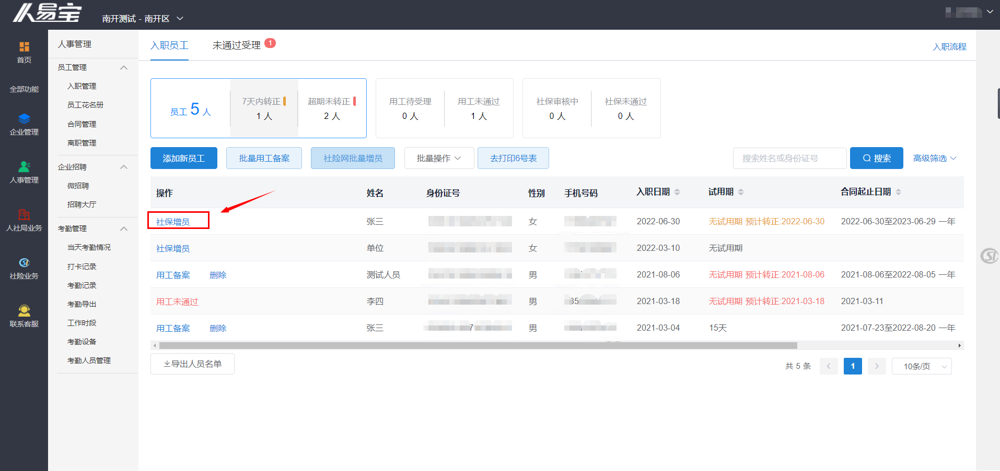 人易宝
南开测试 - 南开区
首页
全部功能
企业管理
人事管理
人社局业务
社险业务
联系客服
人事管理
员工管理
入职管理
员工花名册
合同管理
离职管理
企业招聘
微招聘
招聘大厅
考勤管理
当天考勤情况
打卡记录
考勤记录
考勤导出
工作时段
考勤设备
考勤人员管理
入职员工 未通过受理 1 入职流程
员工 5 人
7天内转正
1 人
超期未转正
2 人
用工待受理
0 人
用工未通过
1 人
社保审核中
0 人
社保未通过
0 人
添加新员工 批量用工备案 社险网批量增员 批量操作 去打印6号表 搜索姓名或身份证号 搜索 高级筛选
操作 姓名 身份证号 性别 手机号码 入职日期 试用期 合同起止日期
社保增员 张三 女 2022-06-30 无试用期 预计转正:2022-06-30 2022-06-30至2023-06-29 一年
社保增员 单位 女 2022-03-10 无试用期
用工备案 删除 测试人员 男 2021-08-06 无试用期 预计转正:2021-08-06 2021-08-06至2022-08-05 一年
用工未通过 李四 男 2021-03-18 无试用期 预计转正:2021-03-18 2021-03-11
用工备案 删除 张三 男 2021-03-04 15天 2021-07-23至2022-08-20 一年
导出人员名单 共 5 条 1 10条/页